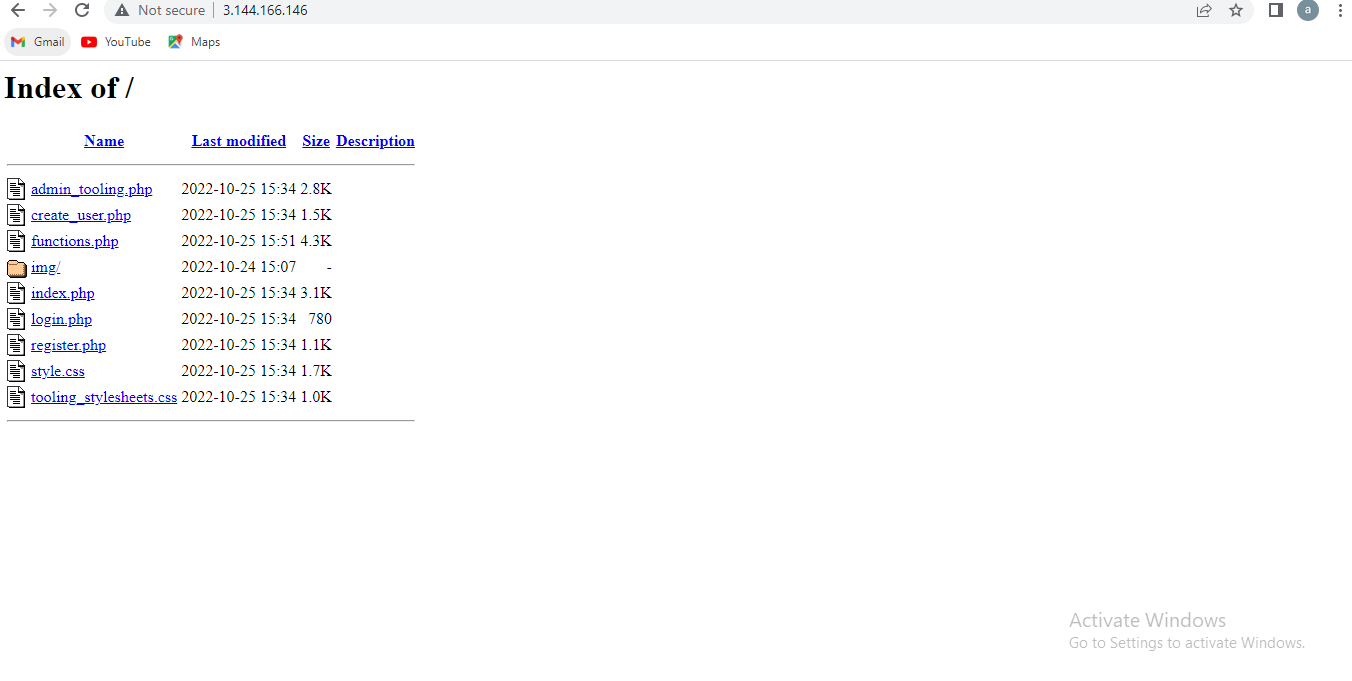 Not secure | 3.144.166.146
a
Gmail YouTube Maps
Index of /
Name Last modified Size Description
admin_tooling.php 2022-10-25 15:34 2.8K
create_user.php 2022-10-25 15:34 1.5K
functions.php 2022-10-25 15:51 4.3K
img/ 2022-10-24 15:07 -
index.php 2022-10-25 15:34 3.1K
login.php 2022-10-25 15:34 780
register.php 2022-10-25 15:34 1.1K
style.css 2022-10-25 15:34 1.7K
tooling_stylesheets.css 2022-10-25 15:34 1.0K
Activate Windows
Go to Settings to activate Windows.